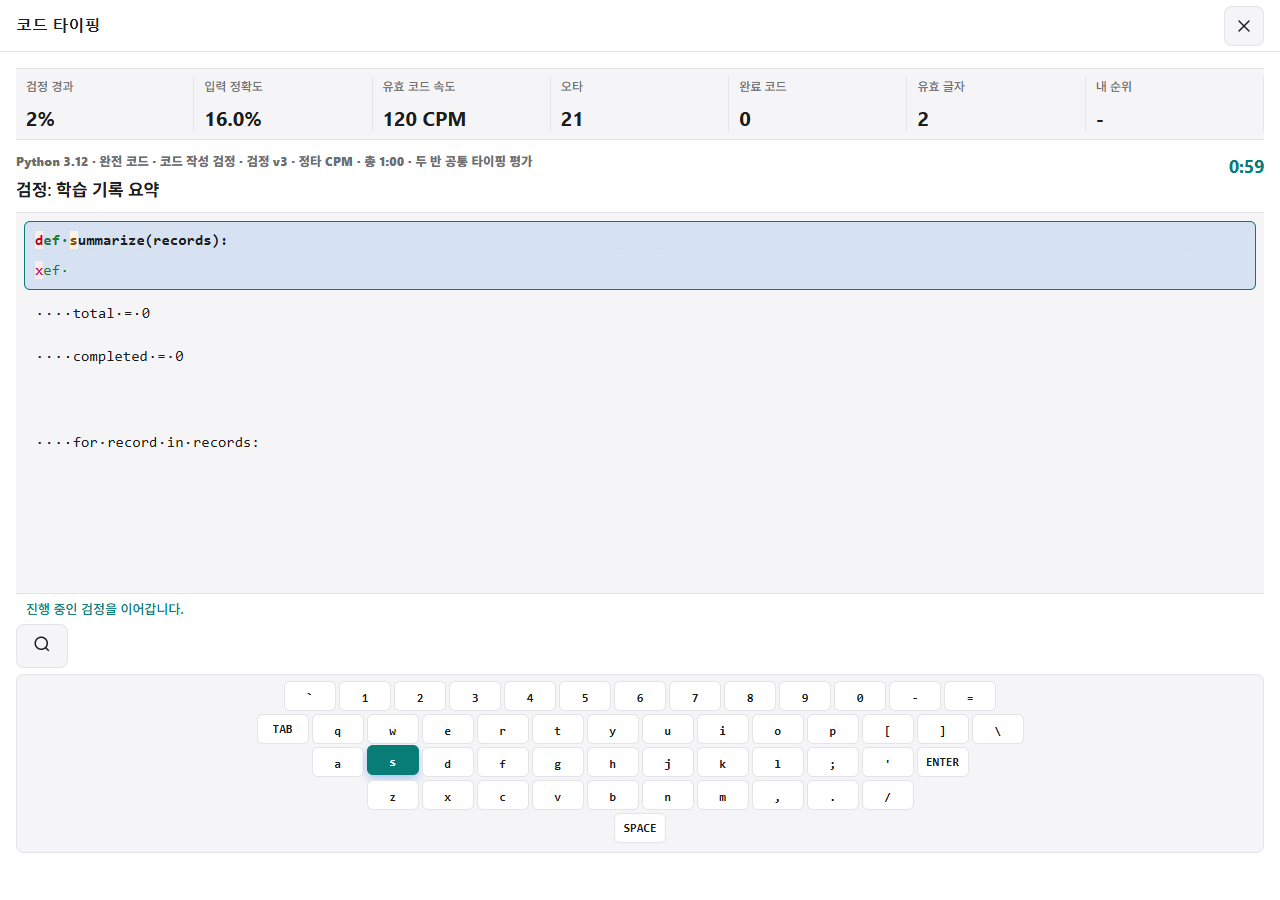 코드 타이핑
검정 경과 입력 정확도 유효 코드 속도 오타 완료 코드 유효 글자 내 순위
2% 16.0% 120 CPM 21 0 2 -
Python 3.12 · 완전 코드 · 코드 작성 검정 · 검정 v3 · 정타 CPM · 총 1:00 · 두 반 공통 타이핑 평가
0:59
검정: 학습 기록 요약
def·summarize(records):
xef·
····total·=·0
····completed·=·0
····for·record·in·records:
진행 중인 검정을 이어갑니다.
` 1 2 3 4 5 6 7 8 9 0 - =
TAB q w e r t y u i o p [ ] \
a s d f g h j k l ; ' ENTER
z x c v b n m , . /
SPACE